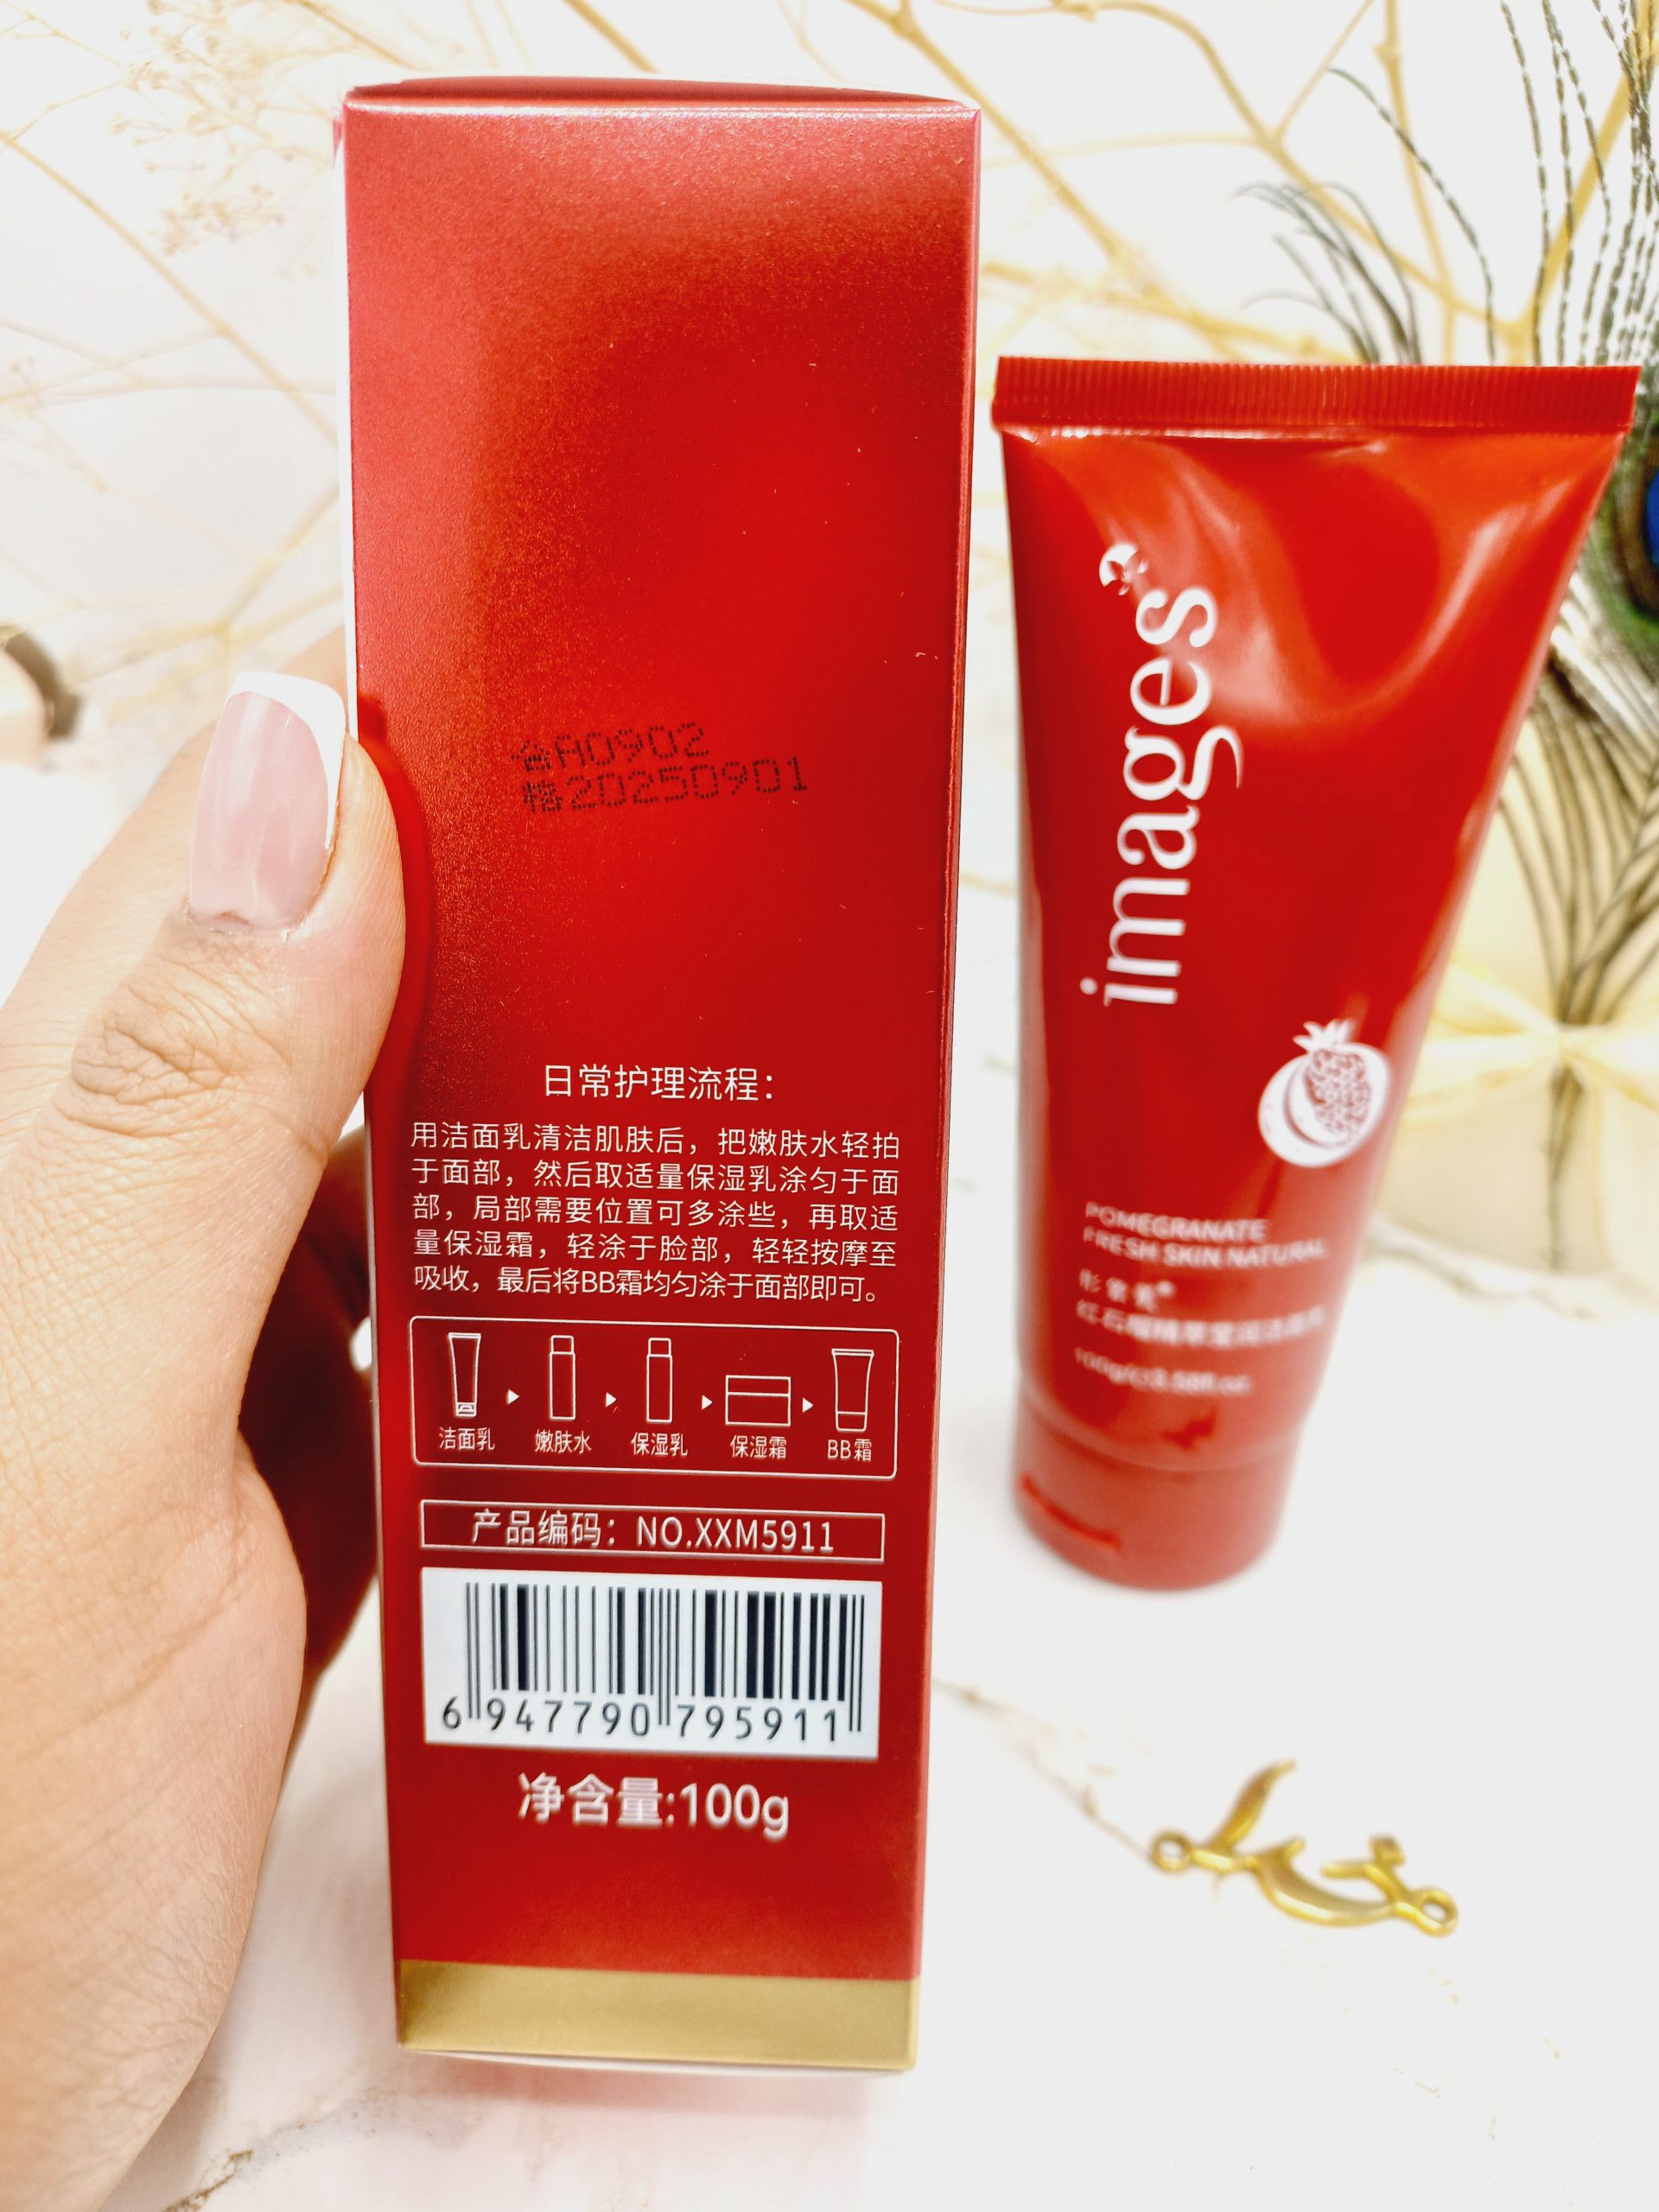 合A0902
格20250901
日常护理流程：
用洁面乳清洁肌肤后，把嫩肤水轻拍
于面部，然后取适量保湿乳涂匀于面
部，局部需要位置可多涂些，再取适
量保湿霜，轻涂于脸部，轻轻按摩至
吸收，最后将BB霜均匀涂于面部即可。
洁面乳 嫩肤水 保湿乳 保湿霜 BB霜
产品编码：NO.XXM5911
6 947790 795911
净含量:100g
images
POMEGRANATE
FRESH SKIN NATURAL
红石榴